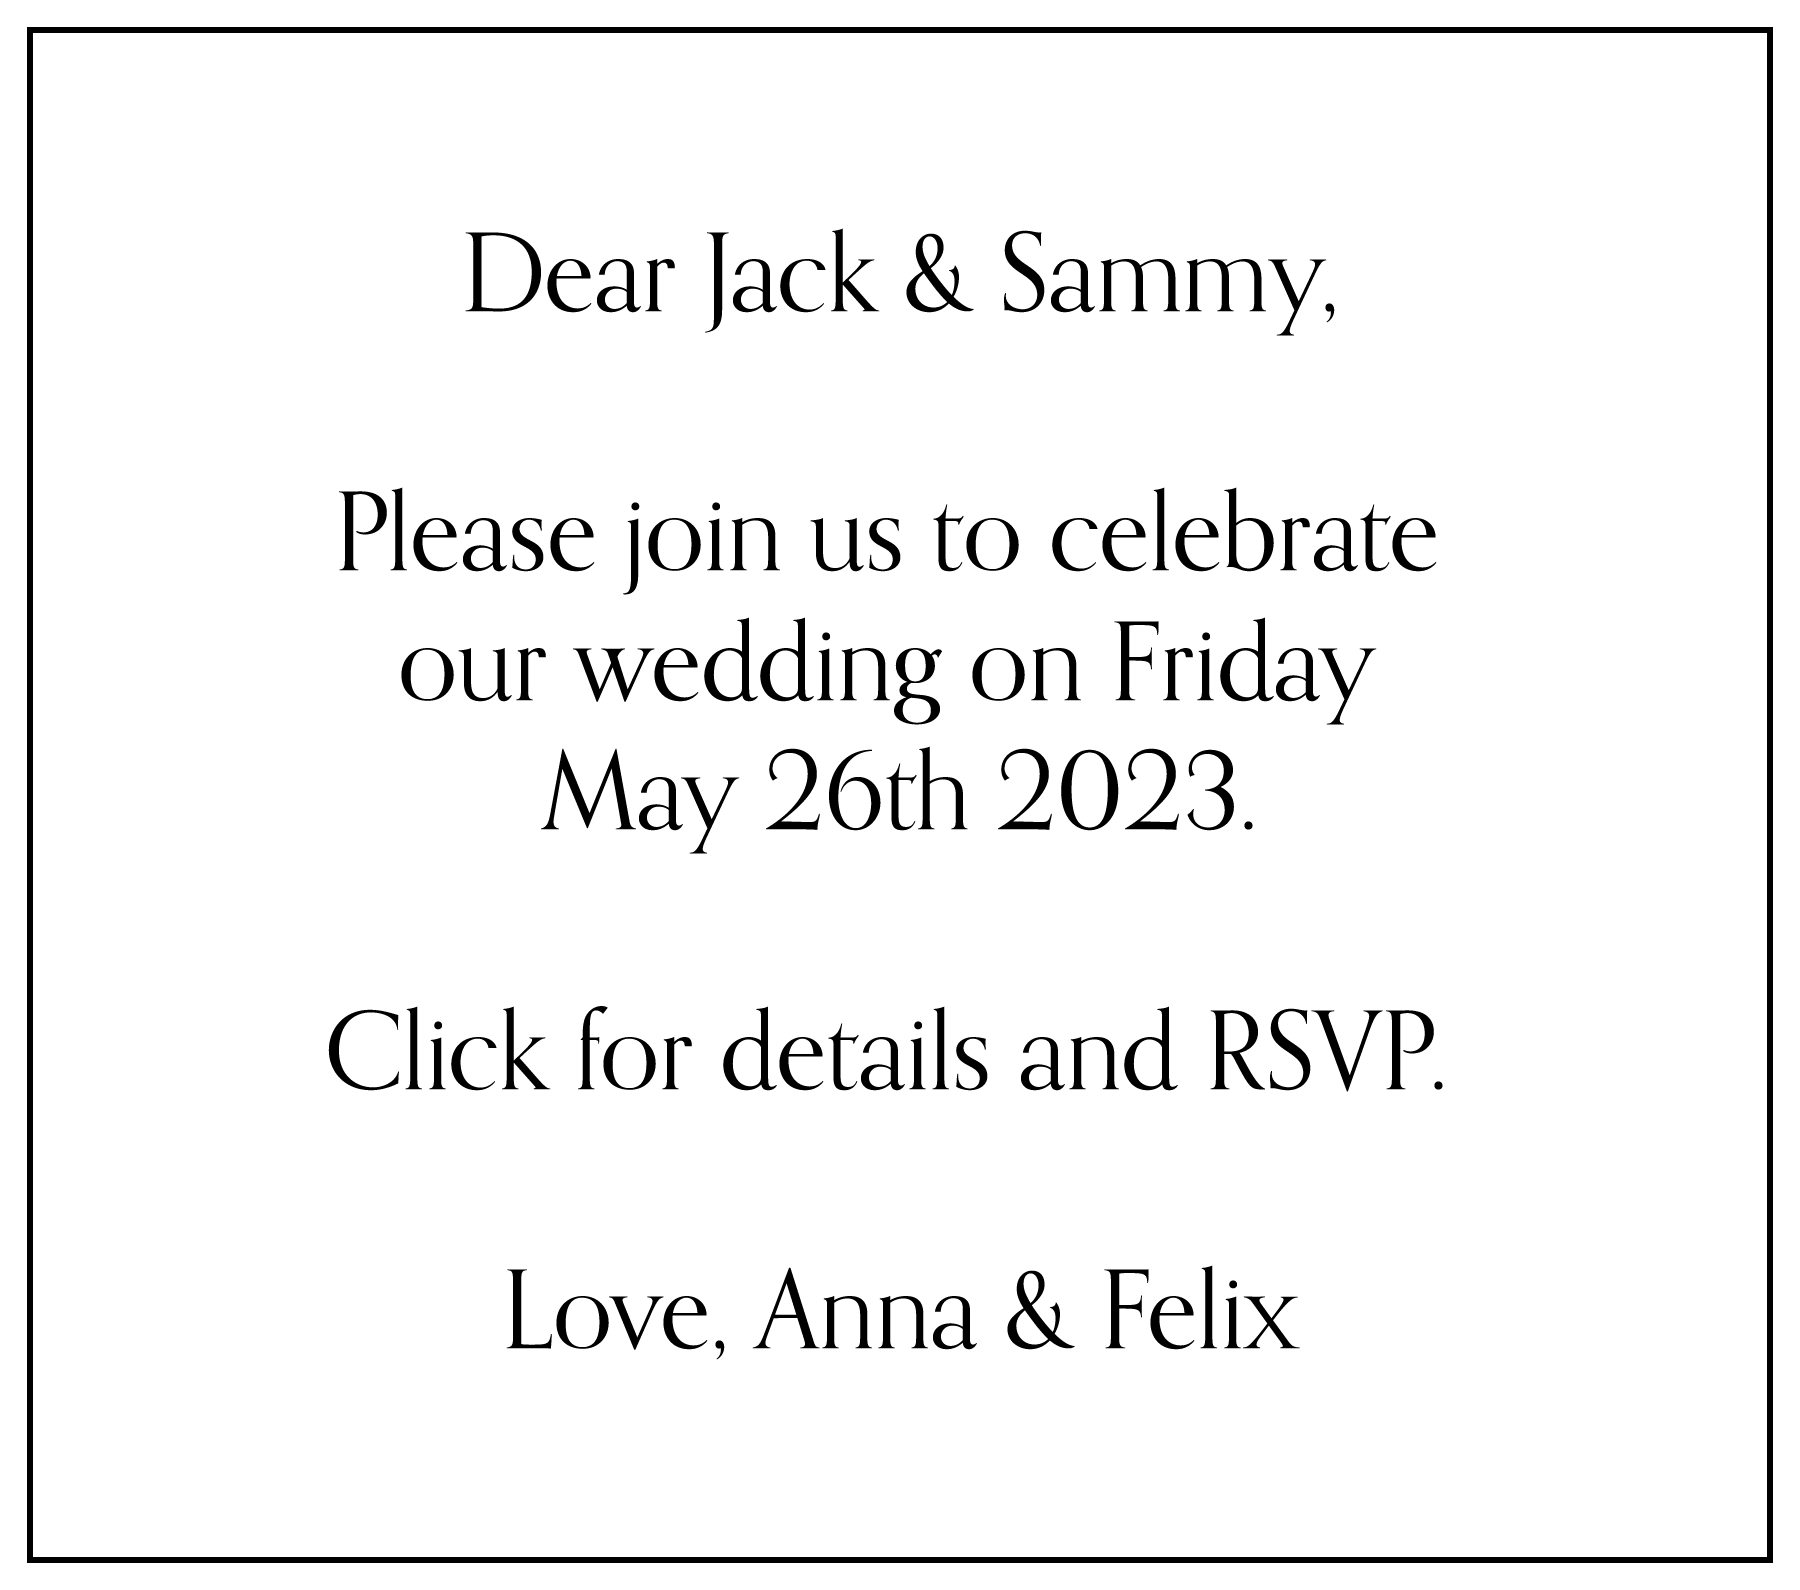 Dear Jack & Sammy,
Please join us to celebrate
our wedding on Friday
May 26th 2023.
Click for details and RSVP.
Love, Anna & Felix